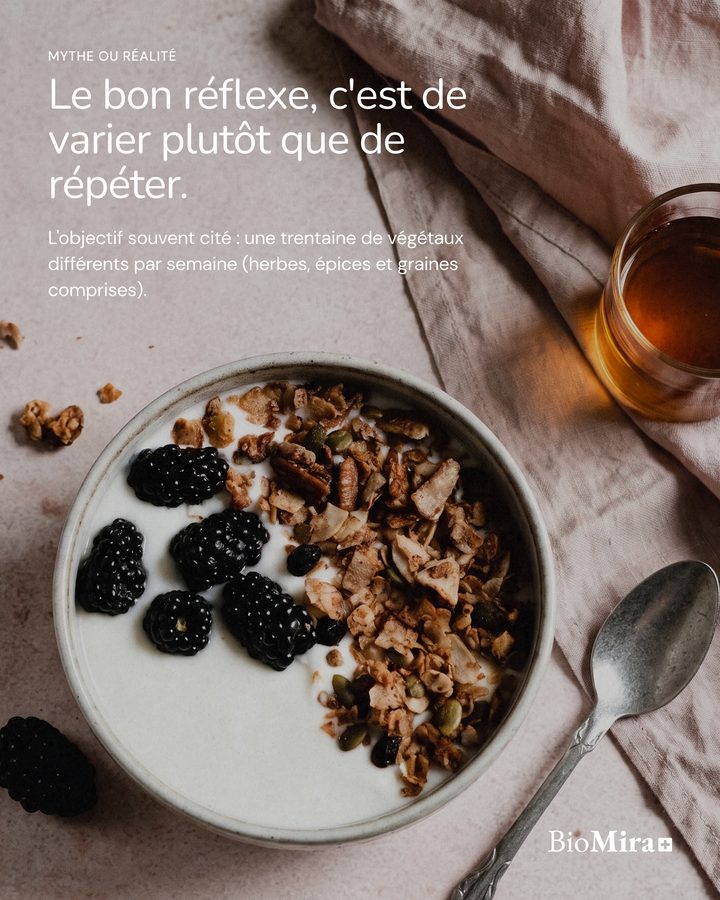 MYTHE OU RÉALITÉ
Le bon réflexe, c'est de
varier plutôt que de
répéter.
L'objectif souvent cité : une trentaine de végétaux
différents par semaine (herbes, épices et graines
comprises).
BioMira